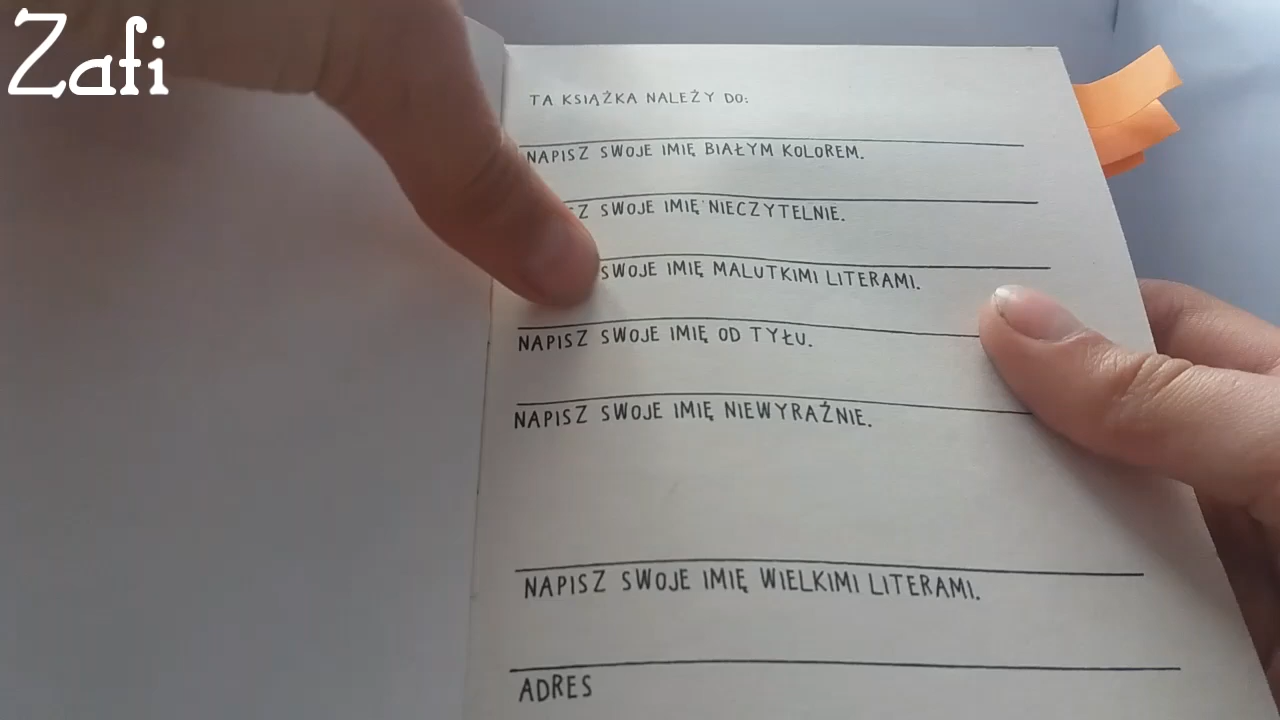 Zafi
TA KSIĄŻKA NALEŻY DO:
NAPISZ SWOJE IMIĘ BIAŁYM KOLOREM.
SWOJE IMIĘ NIECZYTELNIE.
SWOJE IMIĘ MALUTKIMI LITERAMI.
NAPISZ SWOJE IMIĘ OD TYŁU.
NAPISZ SWOJE IMIĘ NIEWYRAŹNIE.
NAPISZ SWOJE IMIĘ WIELKIMI LITERAMI.
ADRES